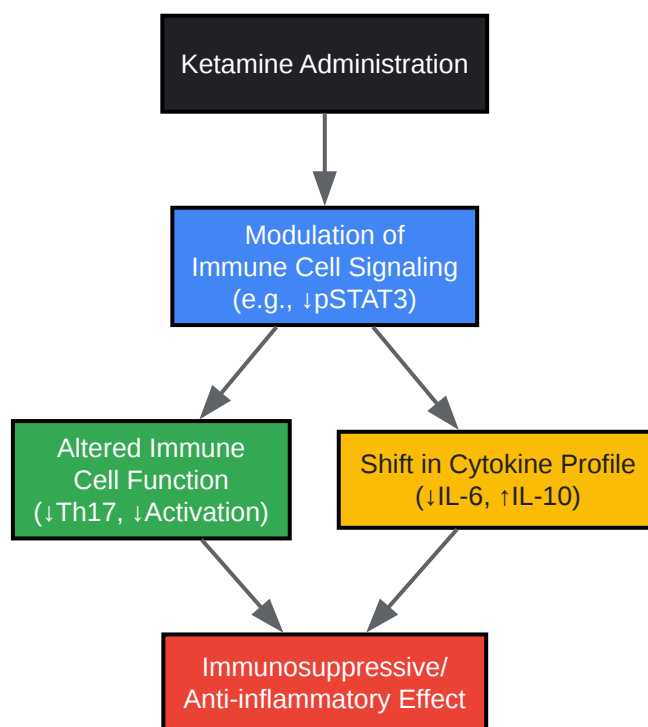 Ketamine Administration
Modulation of
Immune Cell Signaling
(e.g., ↓pSTAT3)
Altered Immune
Cell Function
(↓Th17, ↓Activation)
Shift in Cytokine Profile
(↓IL-6, ↑IL-10)
Immunosuppressive/
Anti-inflammatory Effect